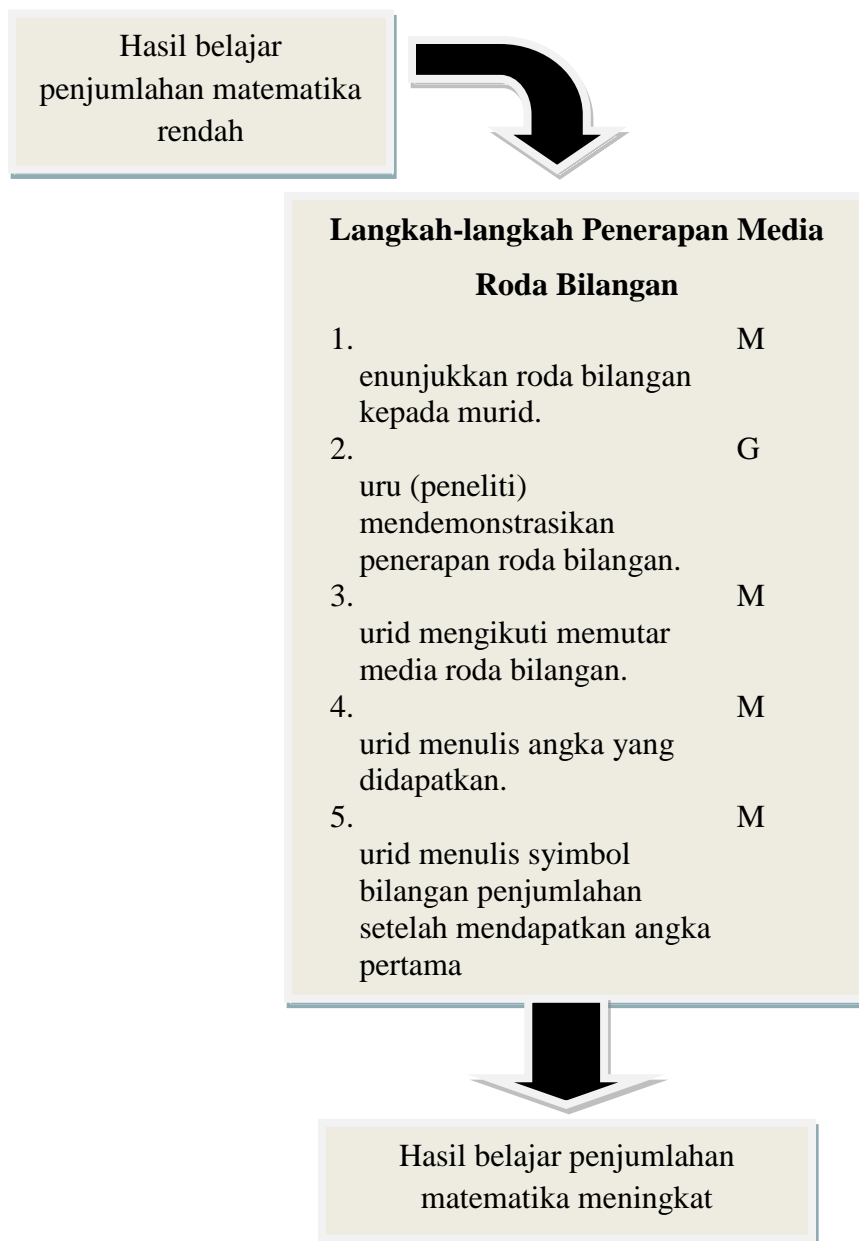 Hasil belajar
penjumlahan matematika
rendah
Langkah-langkah Penerapan Media
Roda Bilangan
1. M
enunjukkan roda bilangan
kepada murid.
2. G
uru (peneliti)
mendemonstrasikan
penerapan roda bilangan.
3. M
urid mengikuti memutar
media roda bilangan.
4. M
urid menulis angka yang
didapatkan.
5. M
urid menulis syimbol
bilangan penjumlahan
setelah mendapatkan angka
pertama
Hasil belajar penjumlahan
matematika meningkat